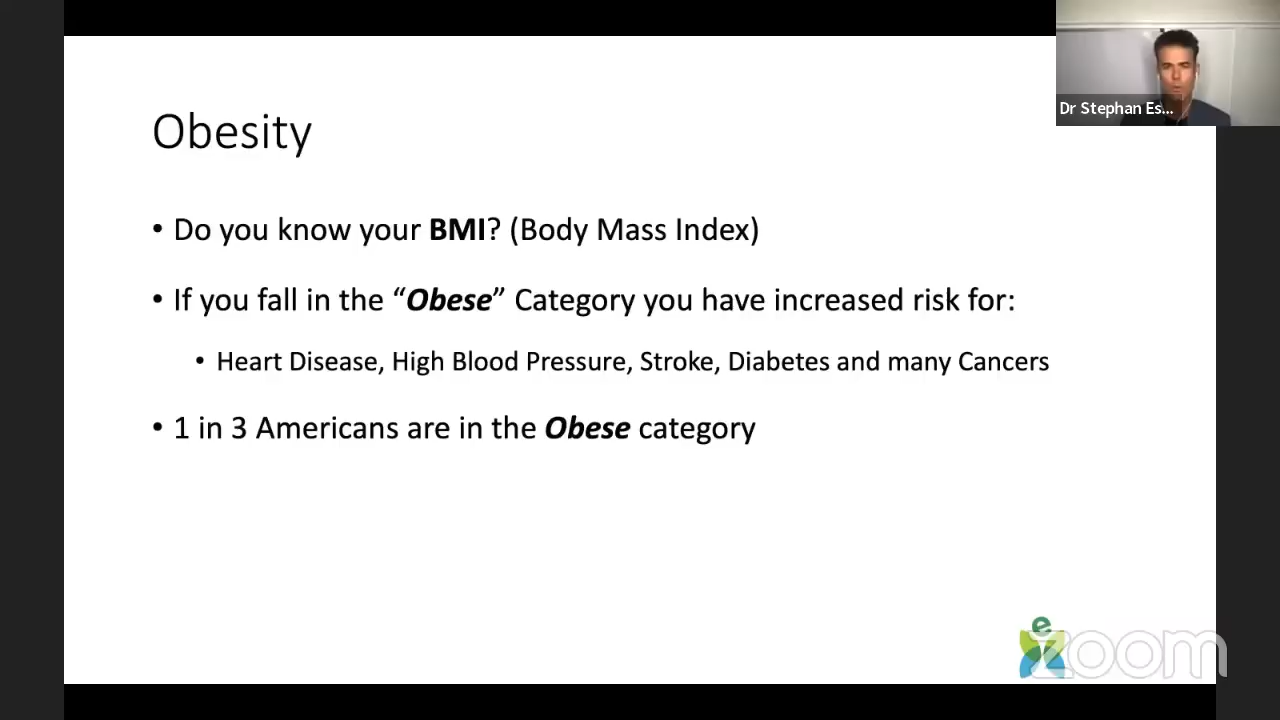 Dr Stephan Es...
Obesity
• Do you know your BMI? (Body Mass Index)
• If you fall in the “Obese” Category you have increased risk for:
• Heart Disease, High Blood Pressure, Stroke, Diabetes and many Cancers
• 1 in 3 Americans are in the Obese category
e
zoom